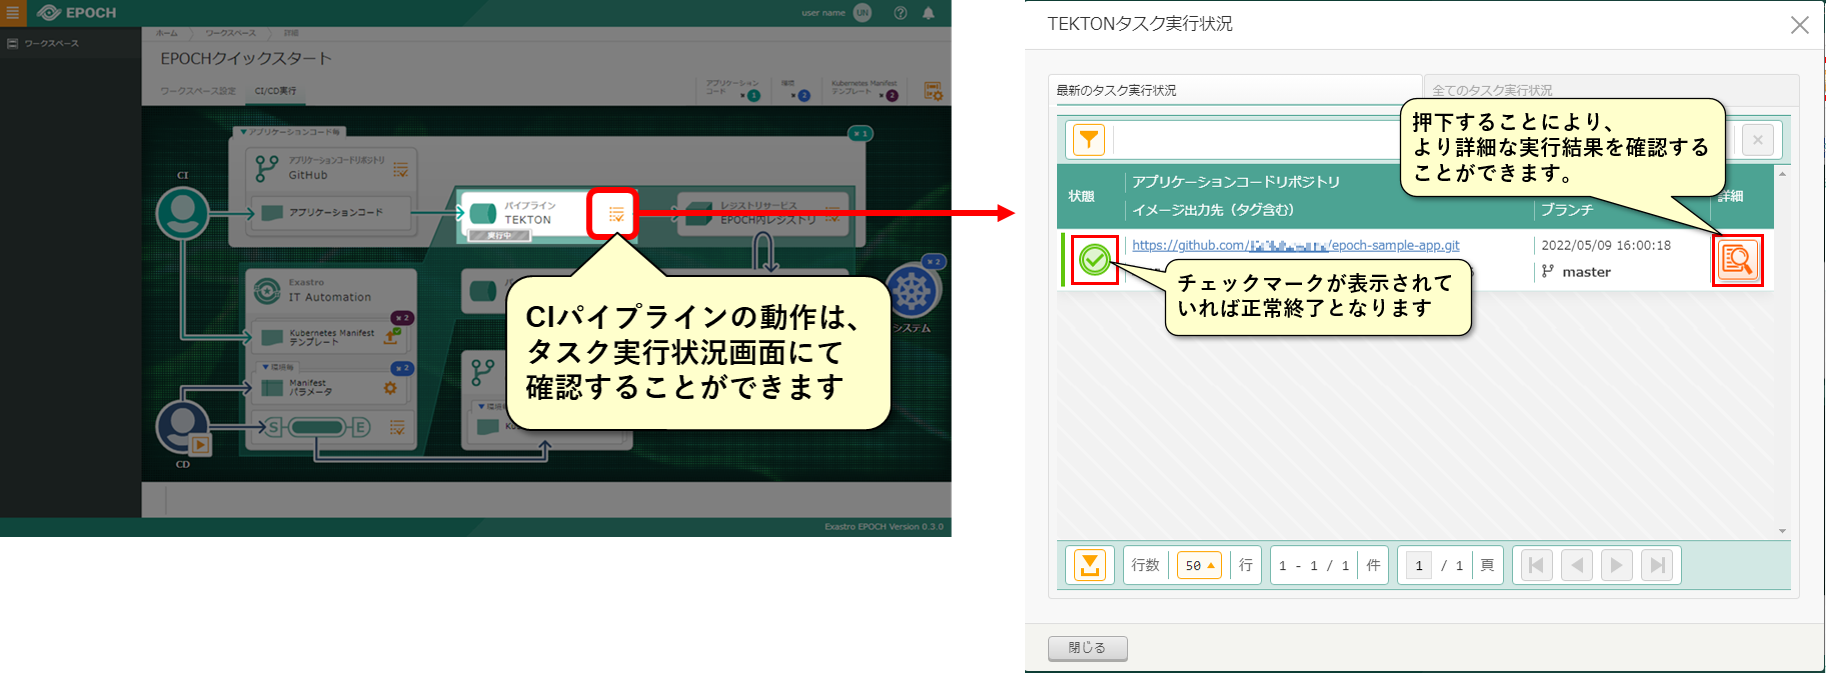 EPOCH
user name
UN
ワークスペース
ホーム
ワークスペース
詳細
EPOCHクイックスタート
ワークスペース設定
CI/CD実行
アプリケーション
コード
× 1
環境
× 2
Kubernetes Manifest
テンプレート
× 2
▼アプリケーションコード毎
× 1
アプリケーションコードリポジトリ
GitHub
CI
アプリケーションコード
パイプライン
TEKTON
実行中
レジストリサービス
EPOCH内レジストリ
Exastro
IT Automation
× 2
Kubernetes Manifest
テンプレート
▼環境毎
× 2
Manifest
パラメータ
S
E
CD
▼環境
× 2
システム
CIパイプラインの動作は、
タスク実行状況画面にて
確認することができます
Exastro EPOCH Version 0.3.0
TEKTONタスク実行状況
最新のタスク実行状況
全てのタスク実行状況
押下することにより、
より詳細な実行結果を確認する
ことができます。
状態
アプリケーションコードリポジトリ
イメージ出力先（タグ含む）
ブランチ
詳細
https://github.com/
/epoch-sample-app.git
2022/05/09 16:00:18
master
チェックマークが表示されて
いれば正常終了となります
行数
50
行
1 - 1 / 1
件
1
/ 1
頁
閉じる